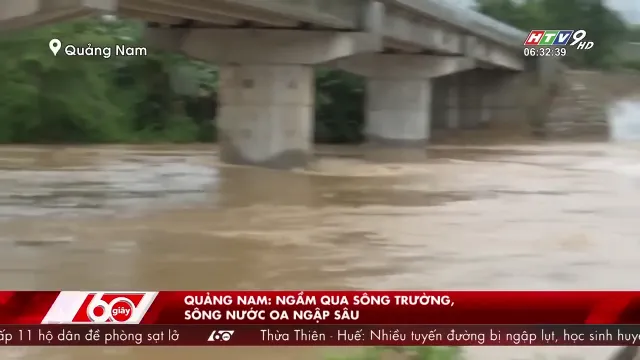 Quảng Nam
HTV9 HD
06:32:39
60 giây
QUẢNG NAM: NGẦM QUA SÔNG TRƯỜNG,
SÔNG NƯỚC OA NGẬP SÂU
ấp 11 hộ dân để phòng sạt lở 60 giây Thừa Thiên - Huế: Nhiều tuyến đường bị ngập lụt, học sinh huy